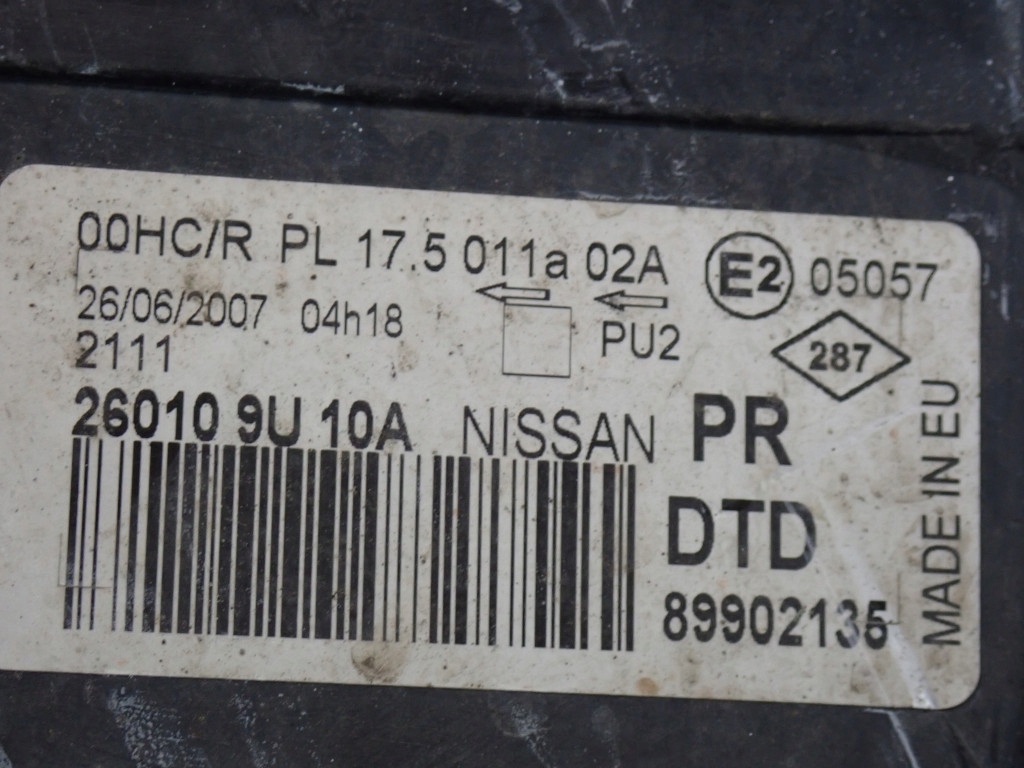 00HC/R PL 17.5 011a 02A E2 05057
26/06/2007 04h18
2111
PU2
287
26010 9U 10A NISSAN PR
DTD
89902135
MADE IN EU